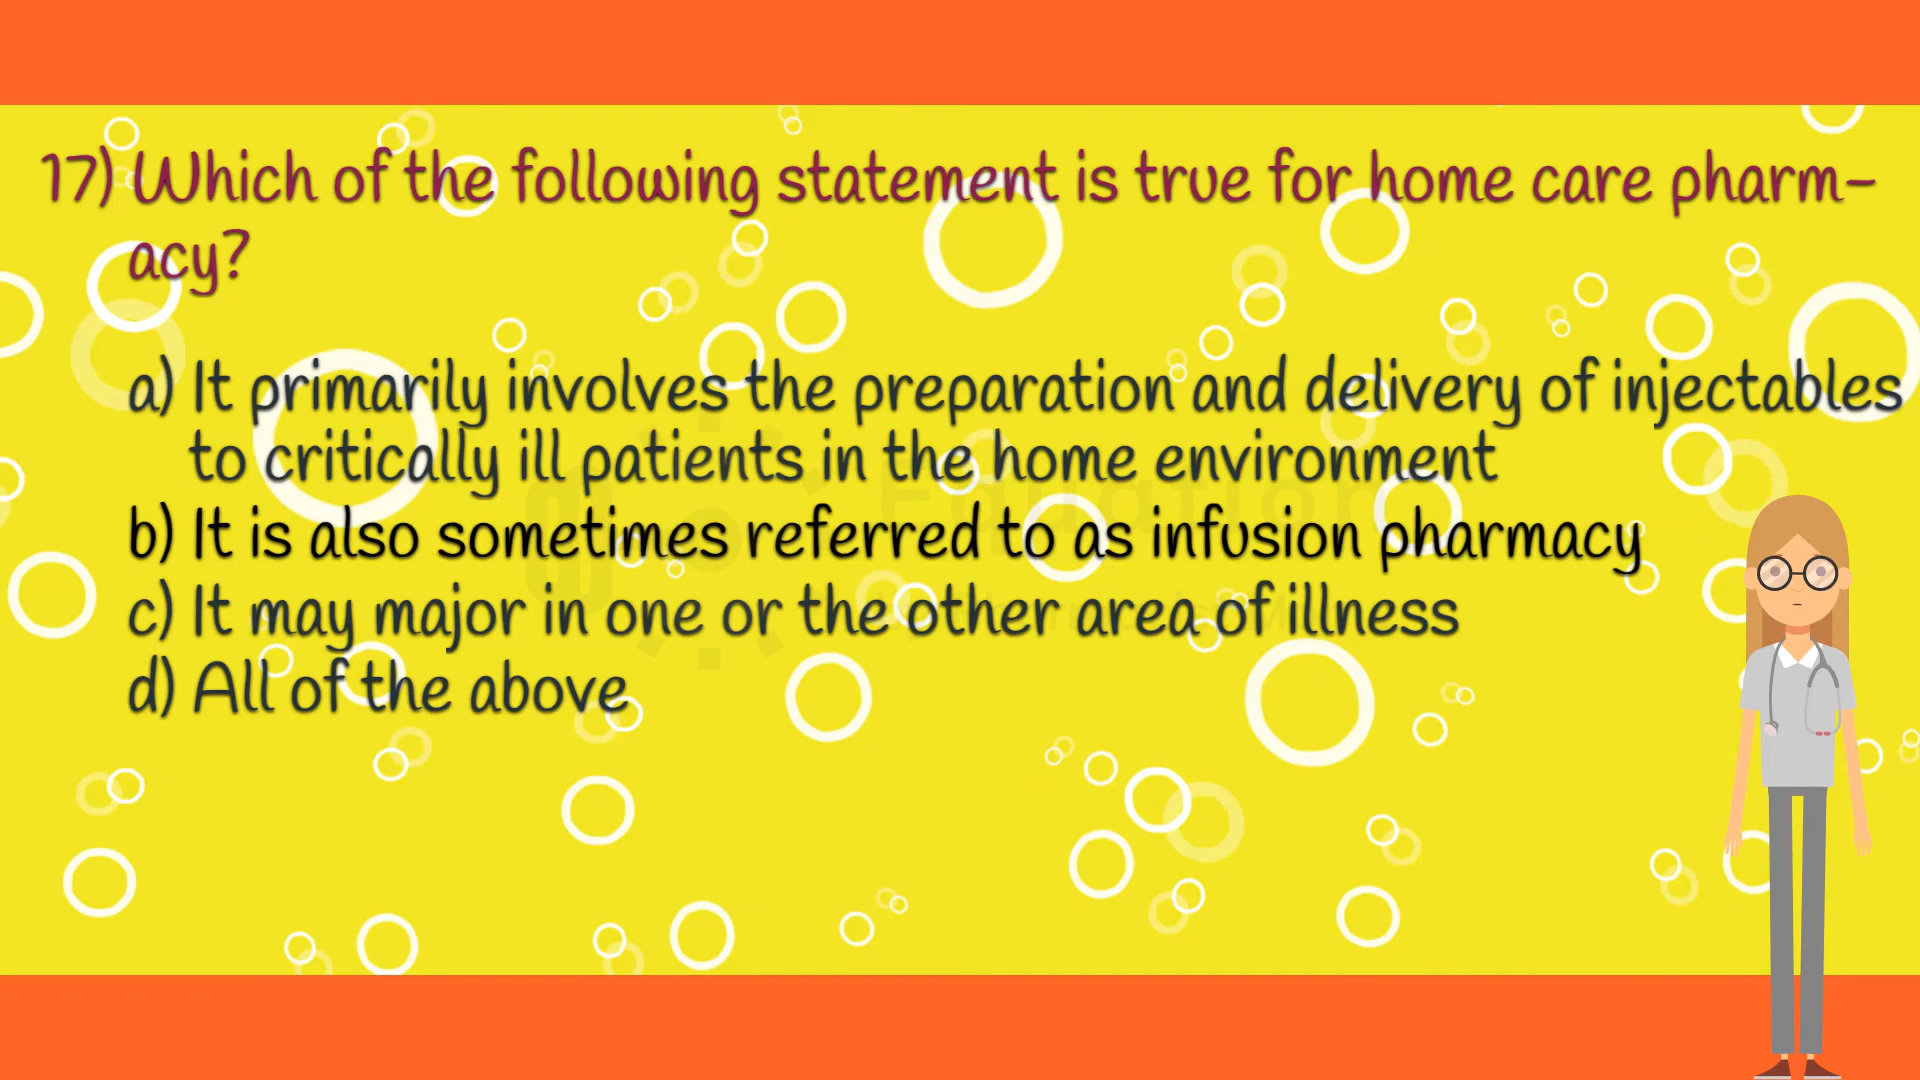 17) Which of the following statement is true for home care pharm-
acy?
a) It primarily involves the preparation and delivery of injectables
to critically ill patients in the home environment
b) It is also sometimes referred to as infusion pharmacy
c) It may major in one or the other area of illness
d) All of the above